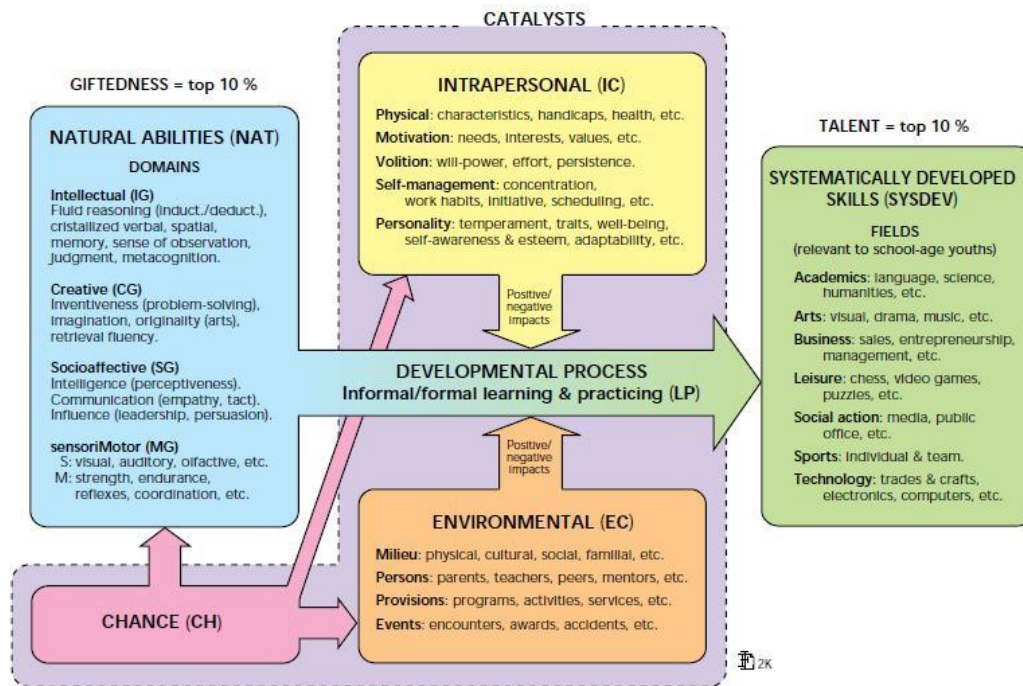 CATALYSTS
GIFTEDNESS = top 10 %
NATURAL ABILITIES (NAT)
DOMAINS
Intellectual (IG)
Fluid reasoning (induct./deduct.),
cristallized verbal, spatial,
memory, sense of observation,
judgment, metacognition.
Creative (CG)
Inventiveness (problem-solving),
imagination, originality (arts),
retrieval fluency.
Socioaffective (SG)
Intelligence (perceptiveness).
Communication (empathy, tact).
Influence (leadership, persuasion).
sensoriMotor (MG)
S: visual, auditory, olfactive, etc.
M: strength, endurance,
reflexes, coordination, etc.
CHANCE (CH)
INTRAPERSONAL (IC)
Physical: characteristics, handicaps, health, etc.
Motivation: needs, interests, values, etc.
Volition: will-power, effort, persistence.
Self-management: concentration,
work habits, initiative, scheduling, etc.
Personality: temperament, traits, well-being,
self-awareness & esteem, adaptability, etc.
Positive/
negative
impacts
DEVELOPMENTAL PROCESS
Informal/formal learning & practicing (LP)
Positive/
negative
impacts
ENVIRONMENTAL (EC)
Milieu: physical, cultural, social, familial, etc.
Persons: parents, teachers, peers, mentors, etc.
Provisions: programs, activities, services, etc.
Events: encounters, awards, accidents, etc.
TALENT = top 10 %
SYSTEMATICALLY DEVELOPED
SKILLS (SYSDEV)
FIELDS
(relevant to school-age youths)
Academics: language, science,
humanities, etc.
Arts: visual, drama, music, etc.
Business: sales, entrepreneurship,
management, etc.
Leisure: chess, video games,
puzzles, etc.
Social action: media, public
office, etc.
Sports: individual & team.
Technology: trades & crafts,
electronics, computers, etc.
2K